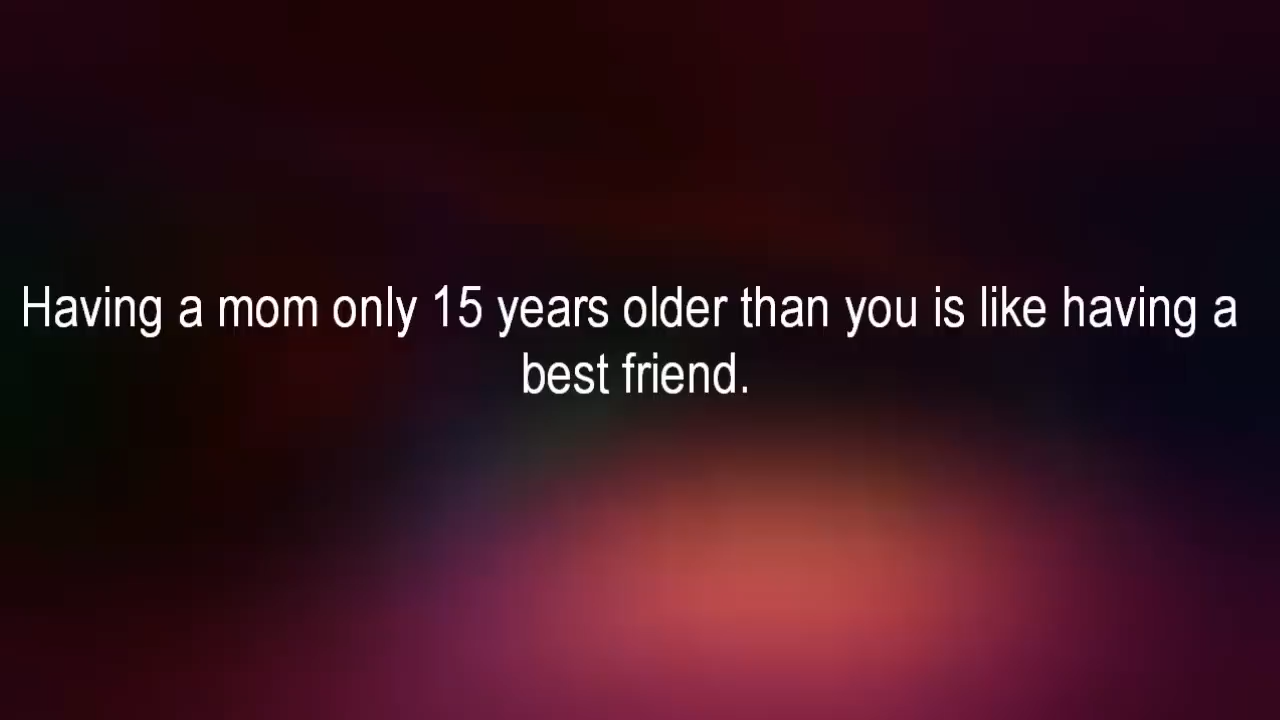 Having a mom only 15 years older than you is like having a
best friend.